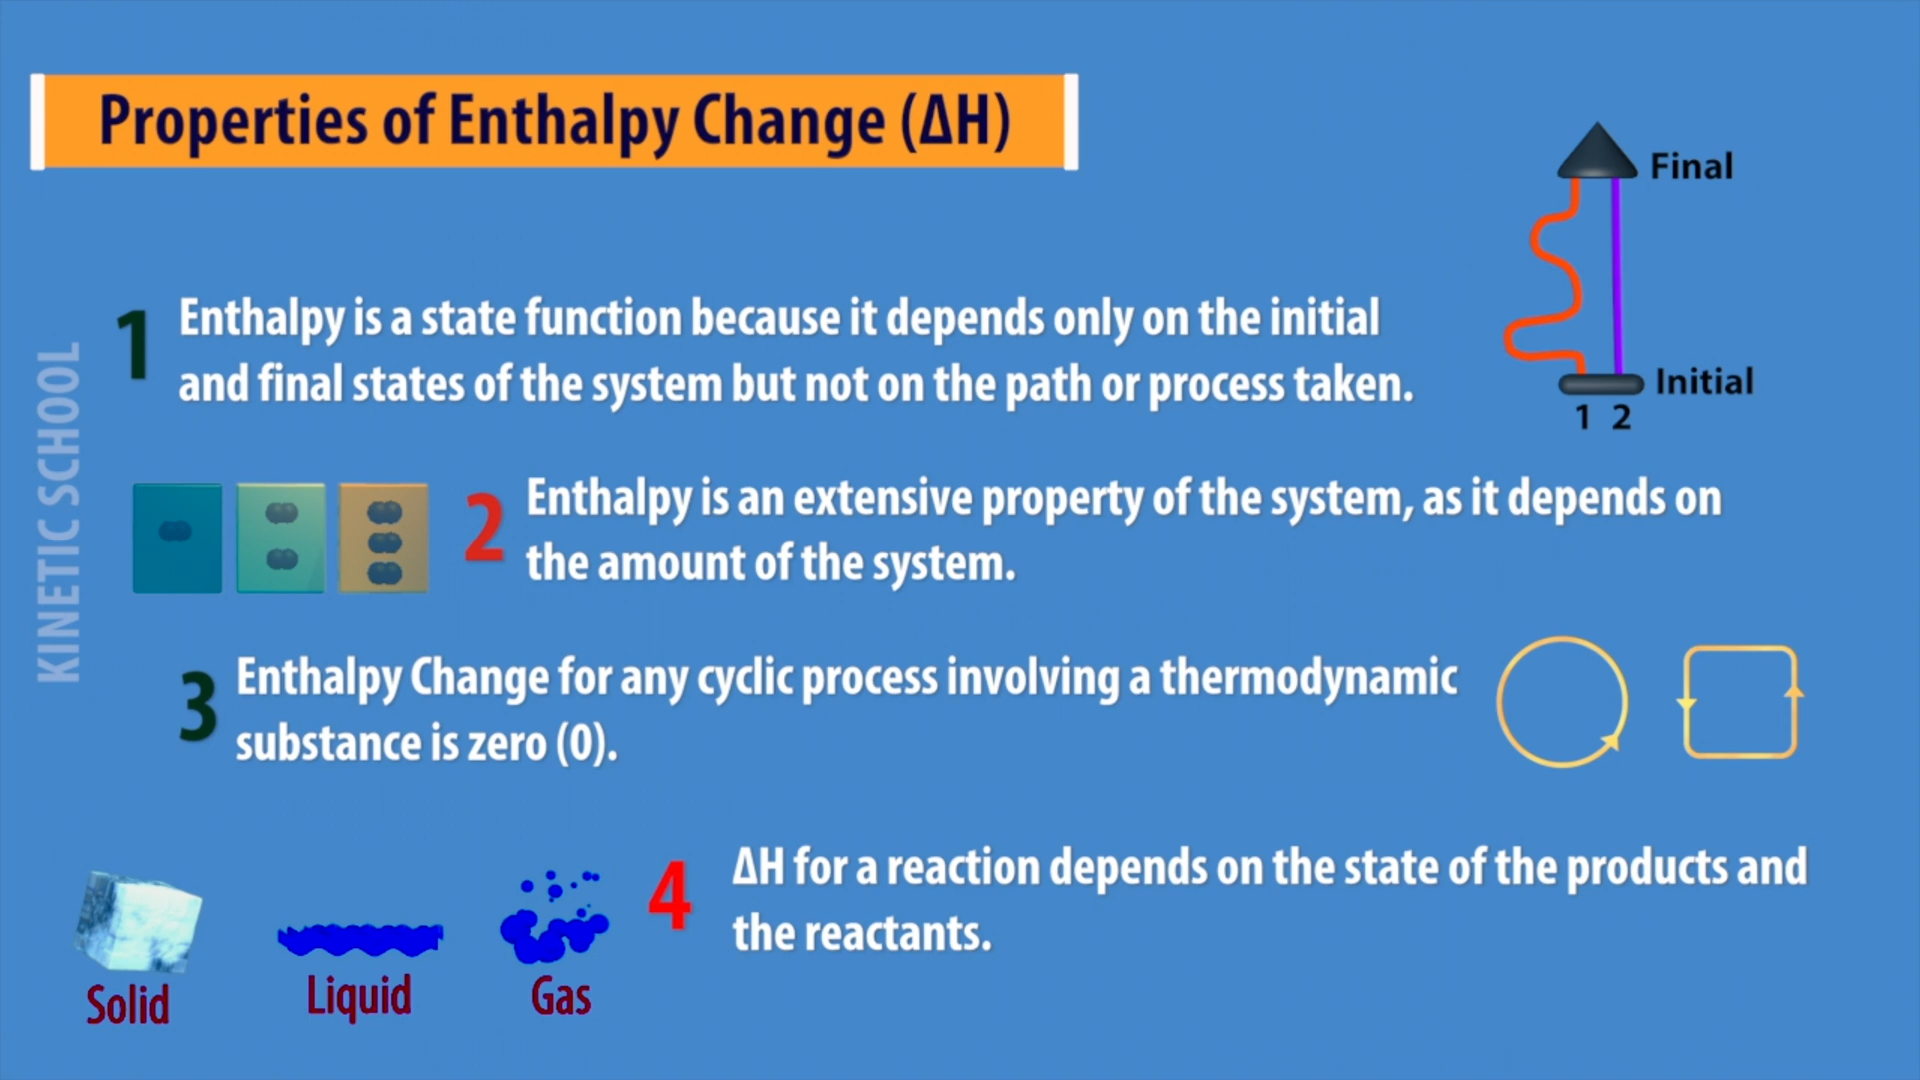 Properties of Enthalpy Change (ΔH)
Final
Initial
1 2
1
Enthalpy is a state function because it depends only on the initial
and final states of the system but not on the path or process taken.
KINETIC SCHOOL
2
Enthalpy is an extensive property of the system, as it depends on
the amount of the system.
3
Enthalpy Change for any cyclic process involving a thermodynamic
substance is zero (0).
4
ΔH for a reaction depends on the state of the products and
the reactants.
Solid
Liquid
Gas